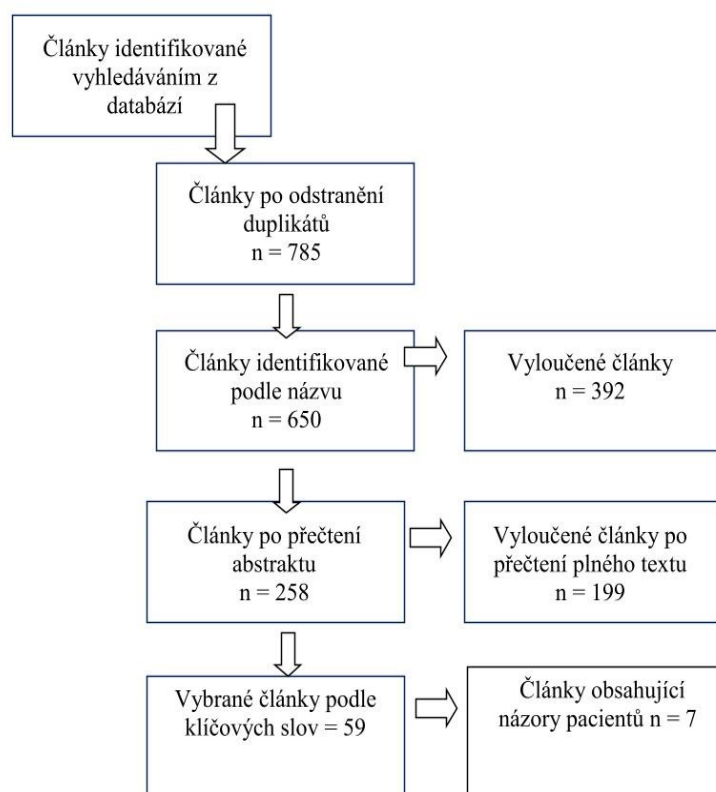 Články identifikované
vyhledáváním z
databází
Články po odstranění
duplikátů
n = 785
Články identifikované
podle názvu
n = 650
Vyloučené články
n = 392
Články po přečtení
abstraktu
n = 258
Vyloučené články po
přečtení plného textu
n = 199
Vybrané články podle
klíčových slov = 59
Články obsahující
názory pacientů n = 7